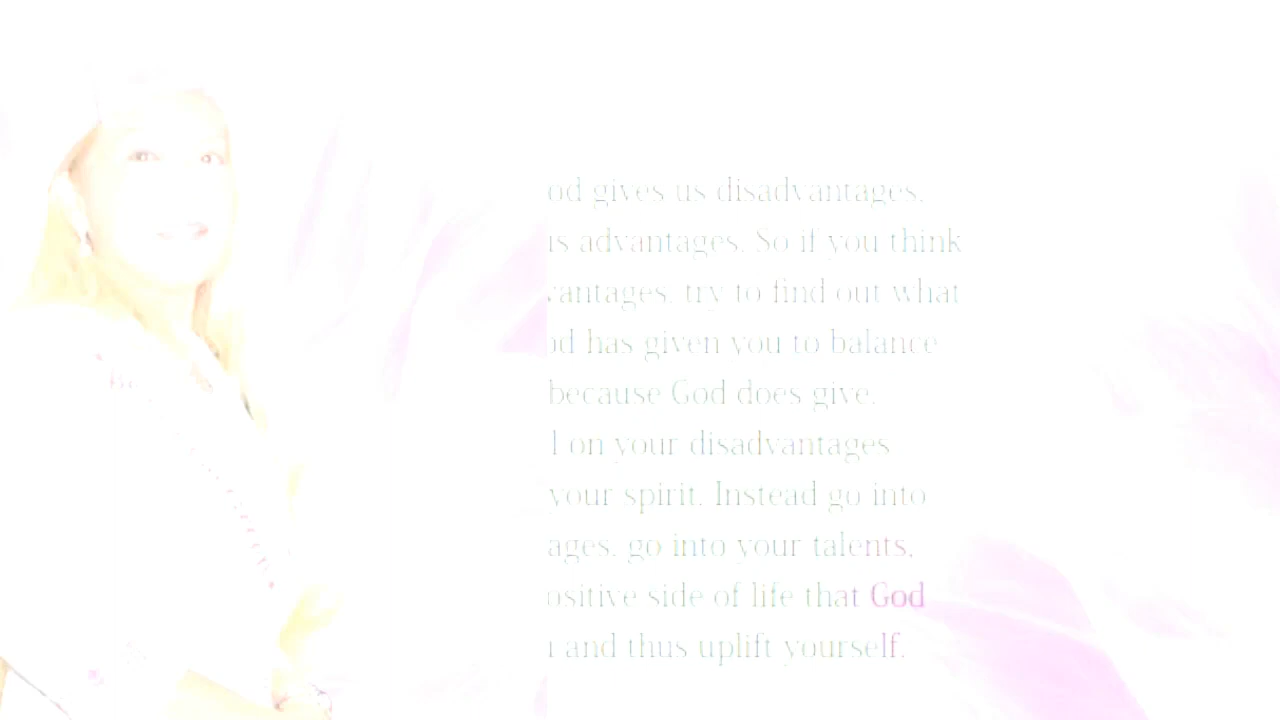 od gives us disadvantages,
us advantages. So if you think
vantages, try to find out what
od has given you to balance
because God does give.
l on your disadvantages
your spirit. Instead go into
ages, go into your talents,
ositive side of life that God
and thus uplift yourself.